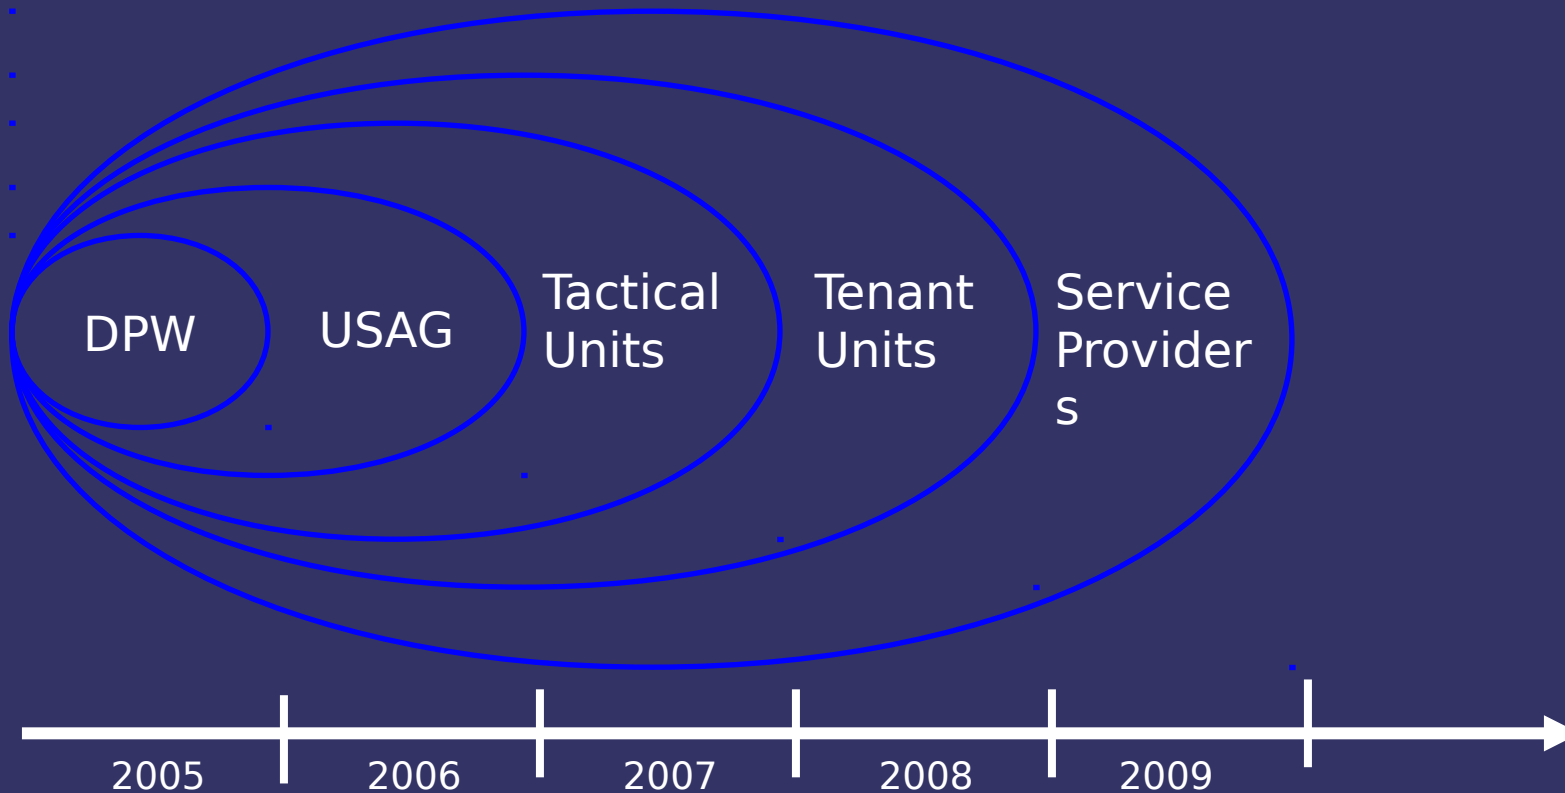 DPW
USAG
Tactical
Units
Tenant
Units
Service
Provider
s
2005
2006
2007
2008
2009